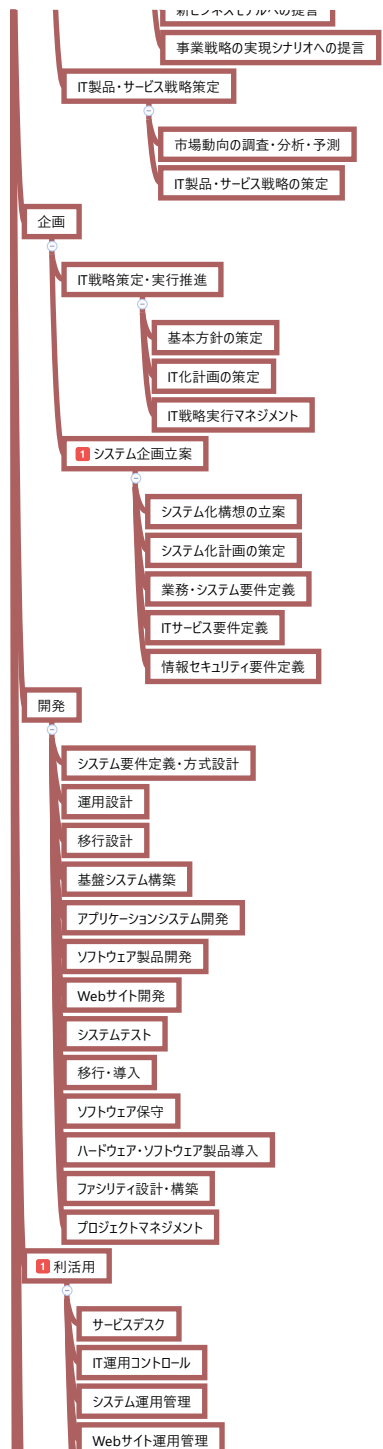 新ビジネスモデルへの提言
事業戦略の実現シナリオへの提言
IT製品・サービス戦略策定
市場動向の調査・分析・予測
IT製品・サービス戦略の策定
企画
IT戦略策定・実行推進
基本方針の策定
IT化計画の策定
IT戦略実行マネジメント
1 システム企画立案
システム化構想の立案
システム化計画の策定
業務・システム要件定義
ITサービス要件定義
情報セキュリティ要件定義
開発
システム要件定義・方式設計
運用設計
移行設計
基盤システム構築
アプリケーションシステム開発
ソフトウェア製品開発
Webサイト開発
システムテスト
移行・導入
ソフトウェア保守
ハードウェア・ソフトウェア製品導入
ファシリティ設計・構築
プロジェクトマネジメント
1 利活用
サービスデスク
IT運用コントロール
システム運用管理
Webサイト運用管理